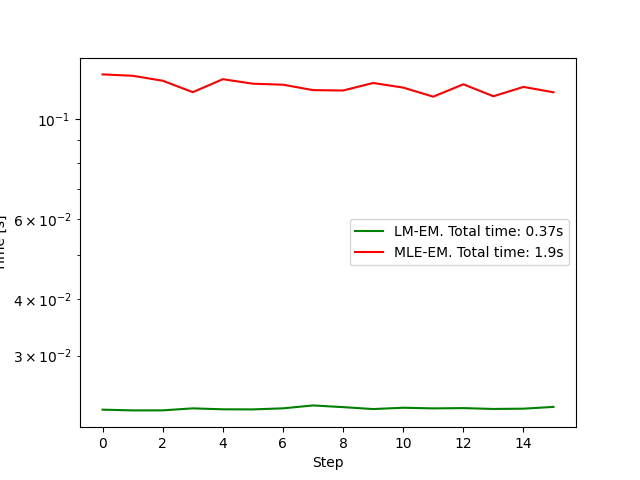 10⁻¹
6 × 10⁻²
4 × 10⁻²
3 × 10⁻²
Time [s]
LM-EM. Total time: 0.37s
MLE-EM. Total time: 1.9s
0 2 4 6 8 10 12 14
Step